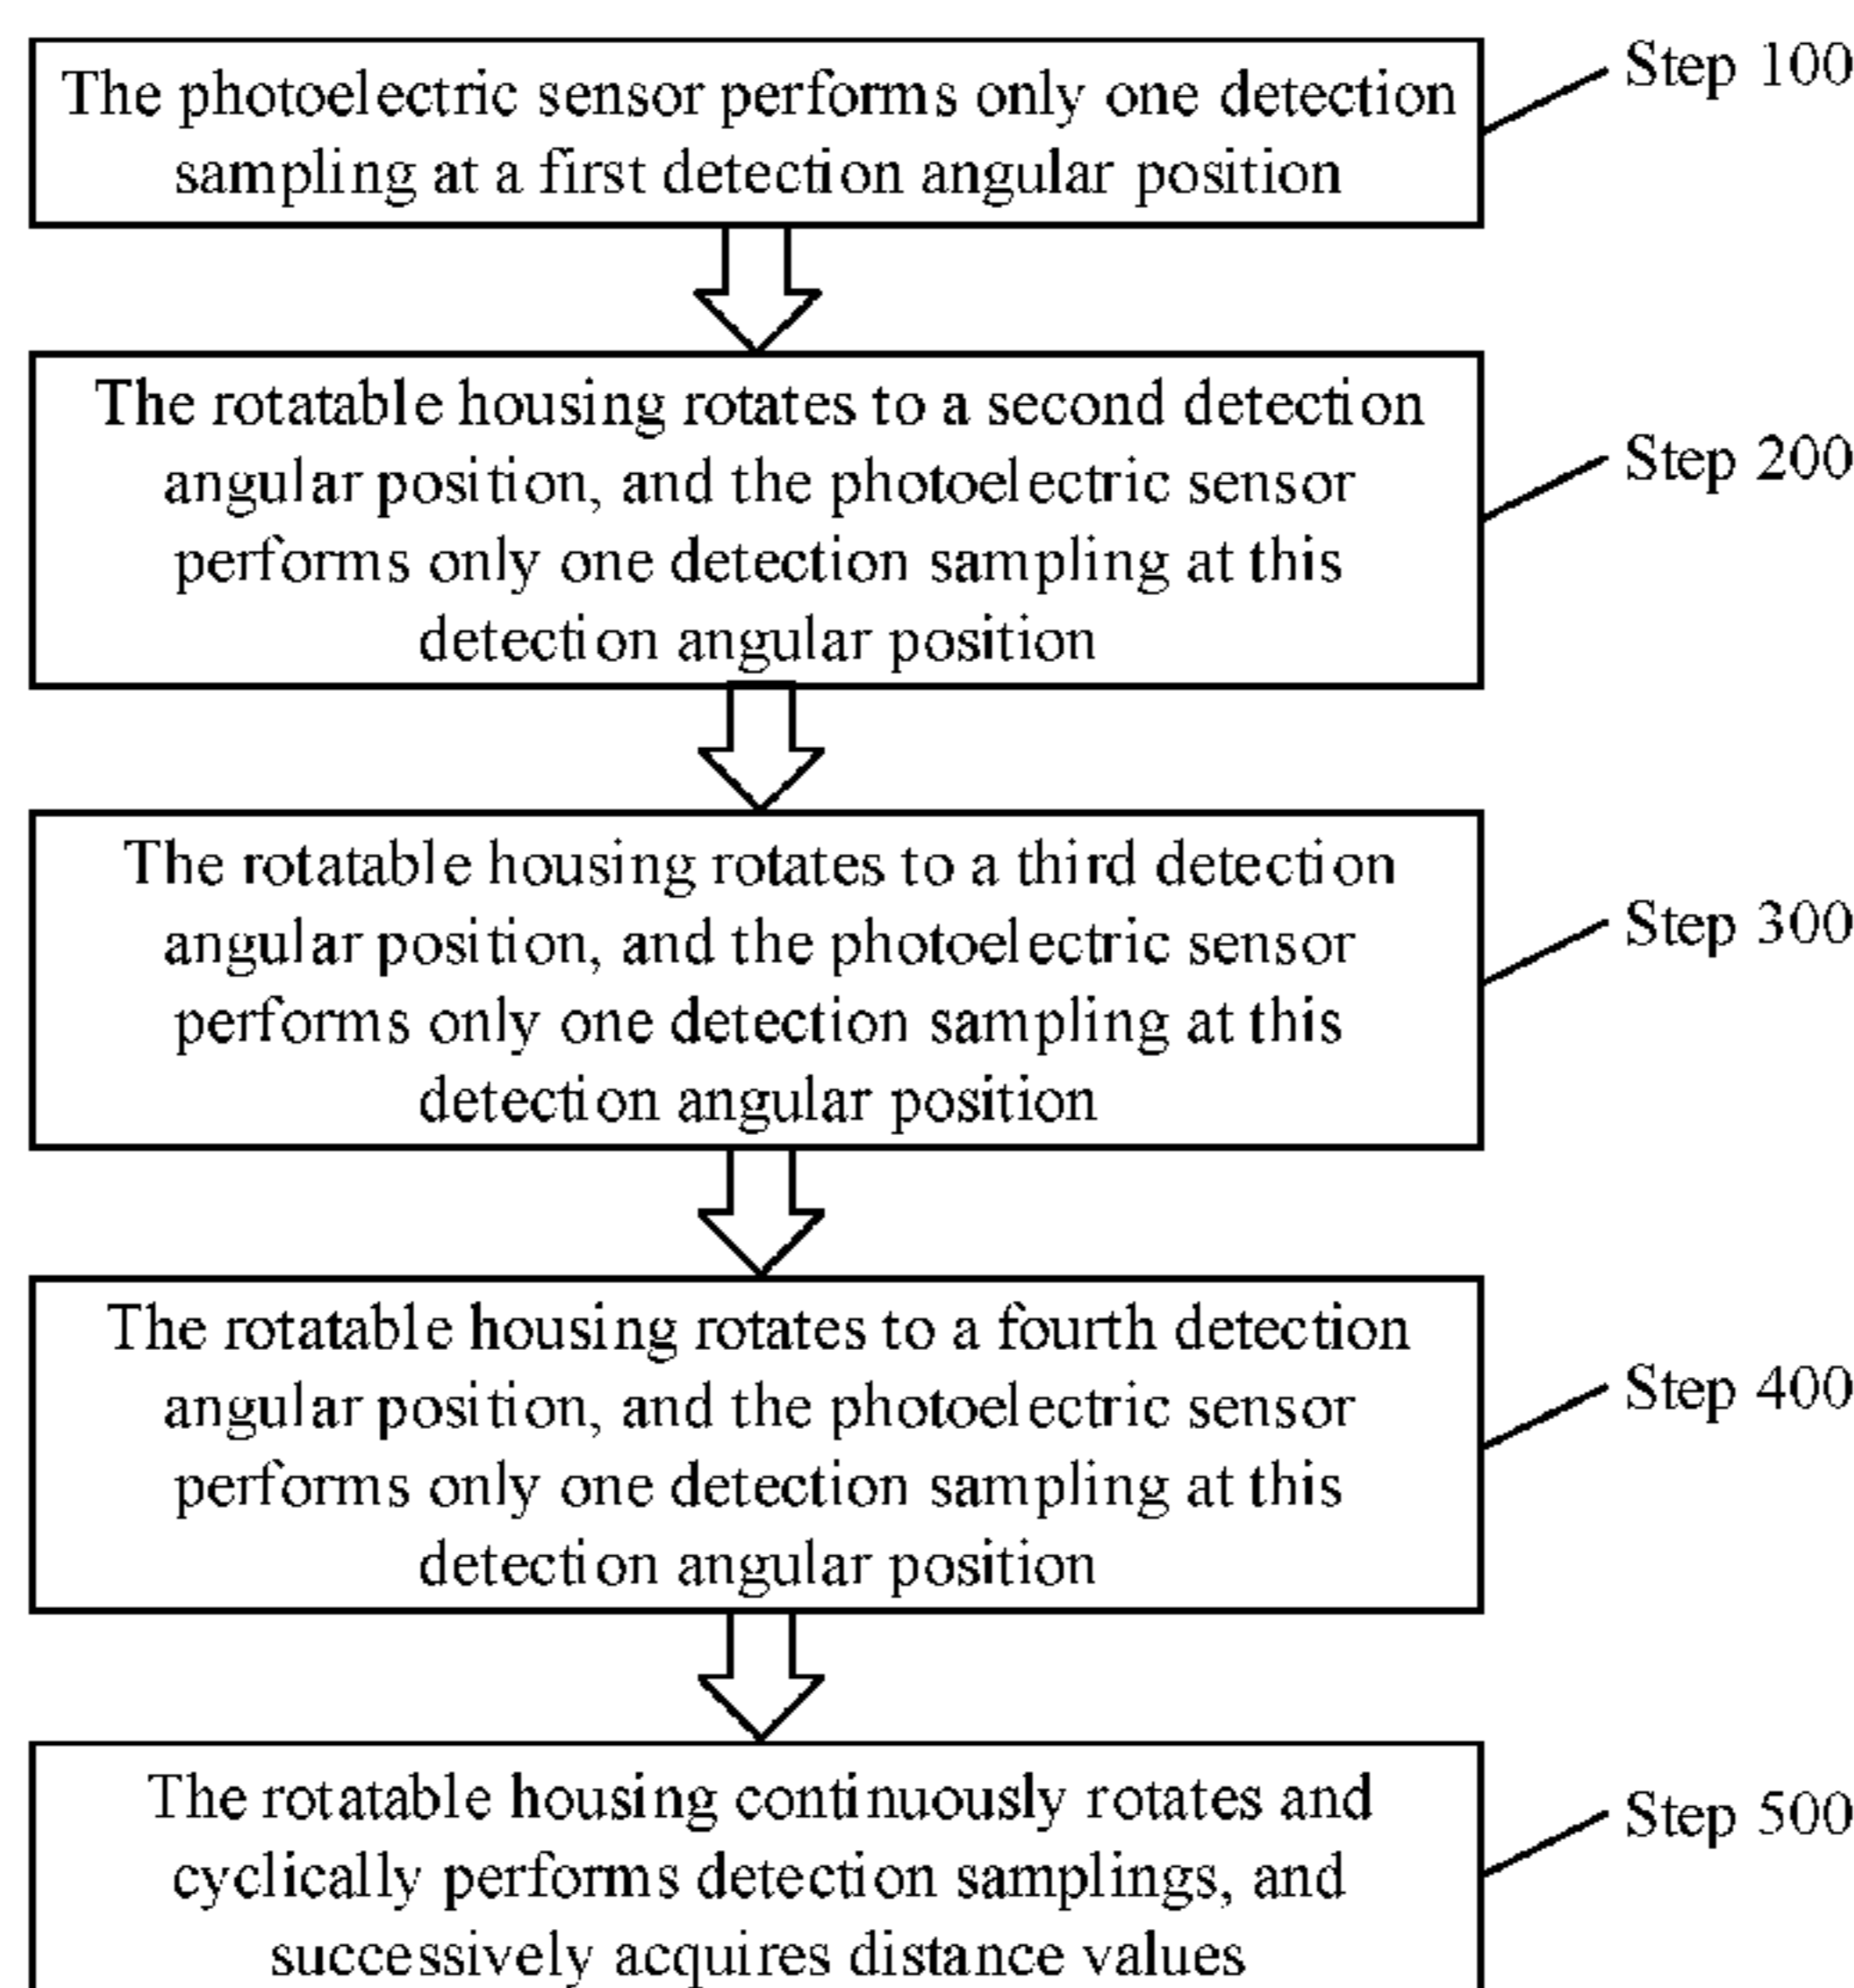 The photoelectric sensor performs only one detection
sampling at a first detection angular position
Step 100
The rotatable housing rotates to a second detection
angular position, and the photoelectric sensor
performs only one detection sampling at this
detection angular position
Step 200
The rotatable housing rotates to a third detection
angular position, and the photoelectric sensor
performs only one detection sampling at this
detection angular position
Step 300
The rotatable housing rotates to a fourth detection
angular position, and the photoelectric sensor
performs only one detection sampling at this
detection angular position
Step 400
The rotatable housing continuously rotates and
cyclically performs detection samplings, and
successively acquires distance values
Step 500